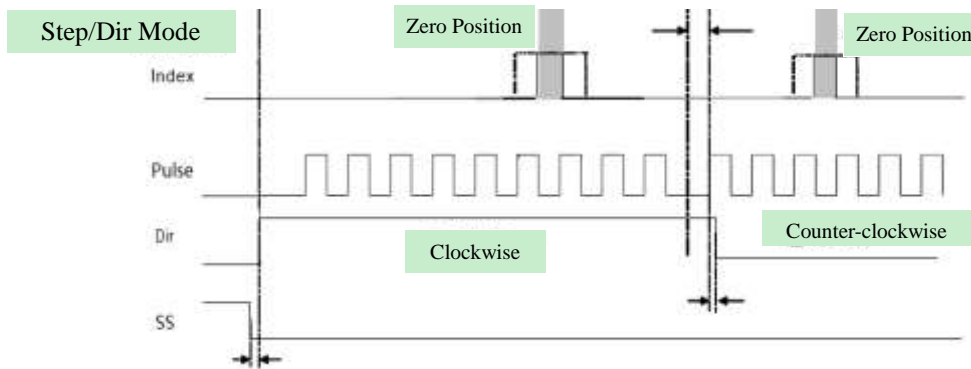 Step/Dir Mode
Zero Position
Zero Position
Index
Pulse
Dir
Clockwise
Counter-clockwise
SS